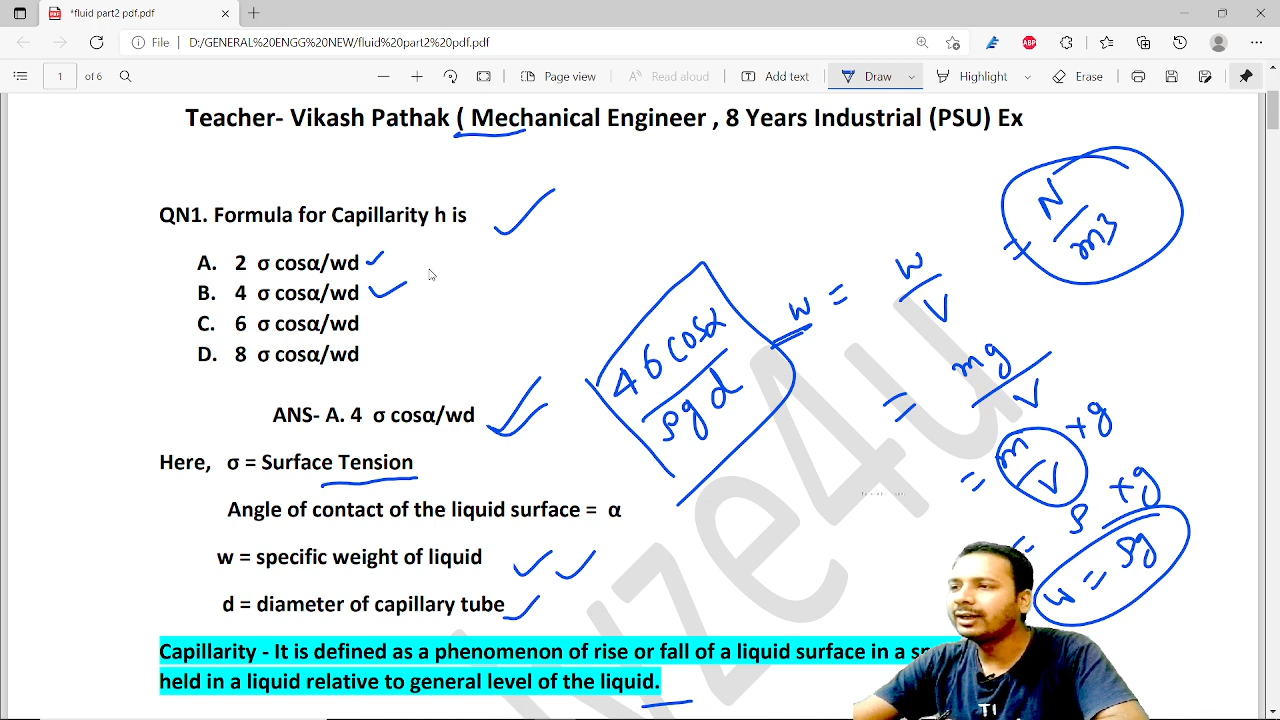 *fluid part2 pdf.pdf
File D:/GENERAL%20ENGG%20NEW/fluid%20part2%20pdf.pdf
1 of 6 Page view Read aloud Add text Draw Highlight Erase
Teacher- Vikash Pathak ( Mechanical Engineer , 8 Years Industrial (PSU) Ex
QN1. Formula for Capillarity h is
A. 2 σ cosα/wd
B. 4 σ cosα/wd
C. 6 σ cosα/wd
D. 8 σ cosα/wd
ANS- A. 4 σ cosα/wd
Here, σ = Surface Tension
Angle of contact of the liquid surface = α
w = specific weight of liquid
d = diameter of capillary tube
Capillarity - It is defined as a phenomenon of rise or fall of a liquid surface in a
held in a liquid relative to general level of the liquid.
4 σ cosα
ρg d
w = w/V
N/m3
= mg/V
= m/V × g
= ρ × g
w = ρg
yze4u